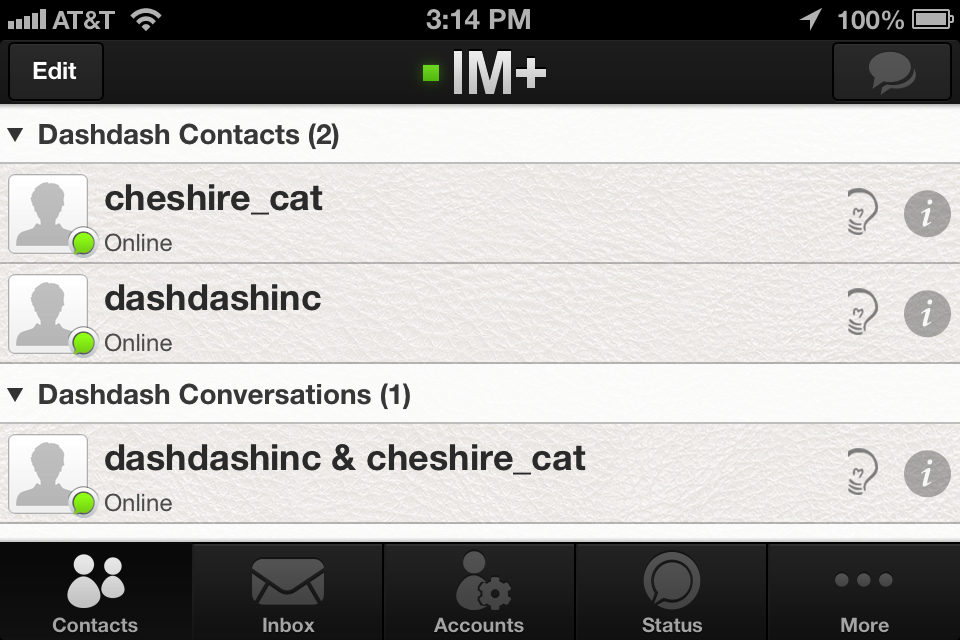 AT&T 3:14 PM 100%
Edit IM+
Dashdash Contacts (2)
cheshire_cat
Online
dashdashinc
Online
Dashdash Conversations (1)
dashdashinc & cheshire_cat
Online
Contacts Inbox Accounts Status More